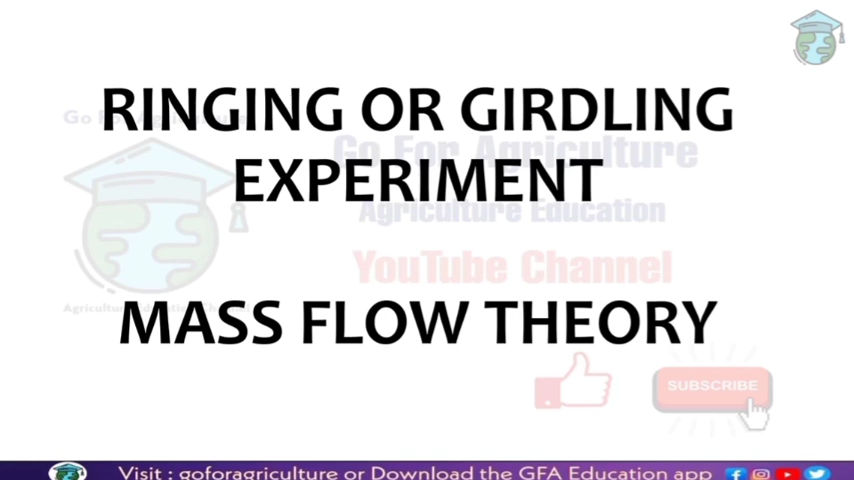 RINGING OR GIRDLING
EXPERIMENT
MASS FLOW THEORY
Go For Agriculture
Agriculture Education
YouTube Channel
SUBSCRIBE
Visit : goforagriculture or Download the GFA Education app